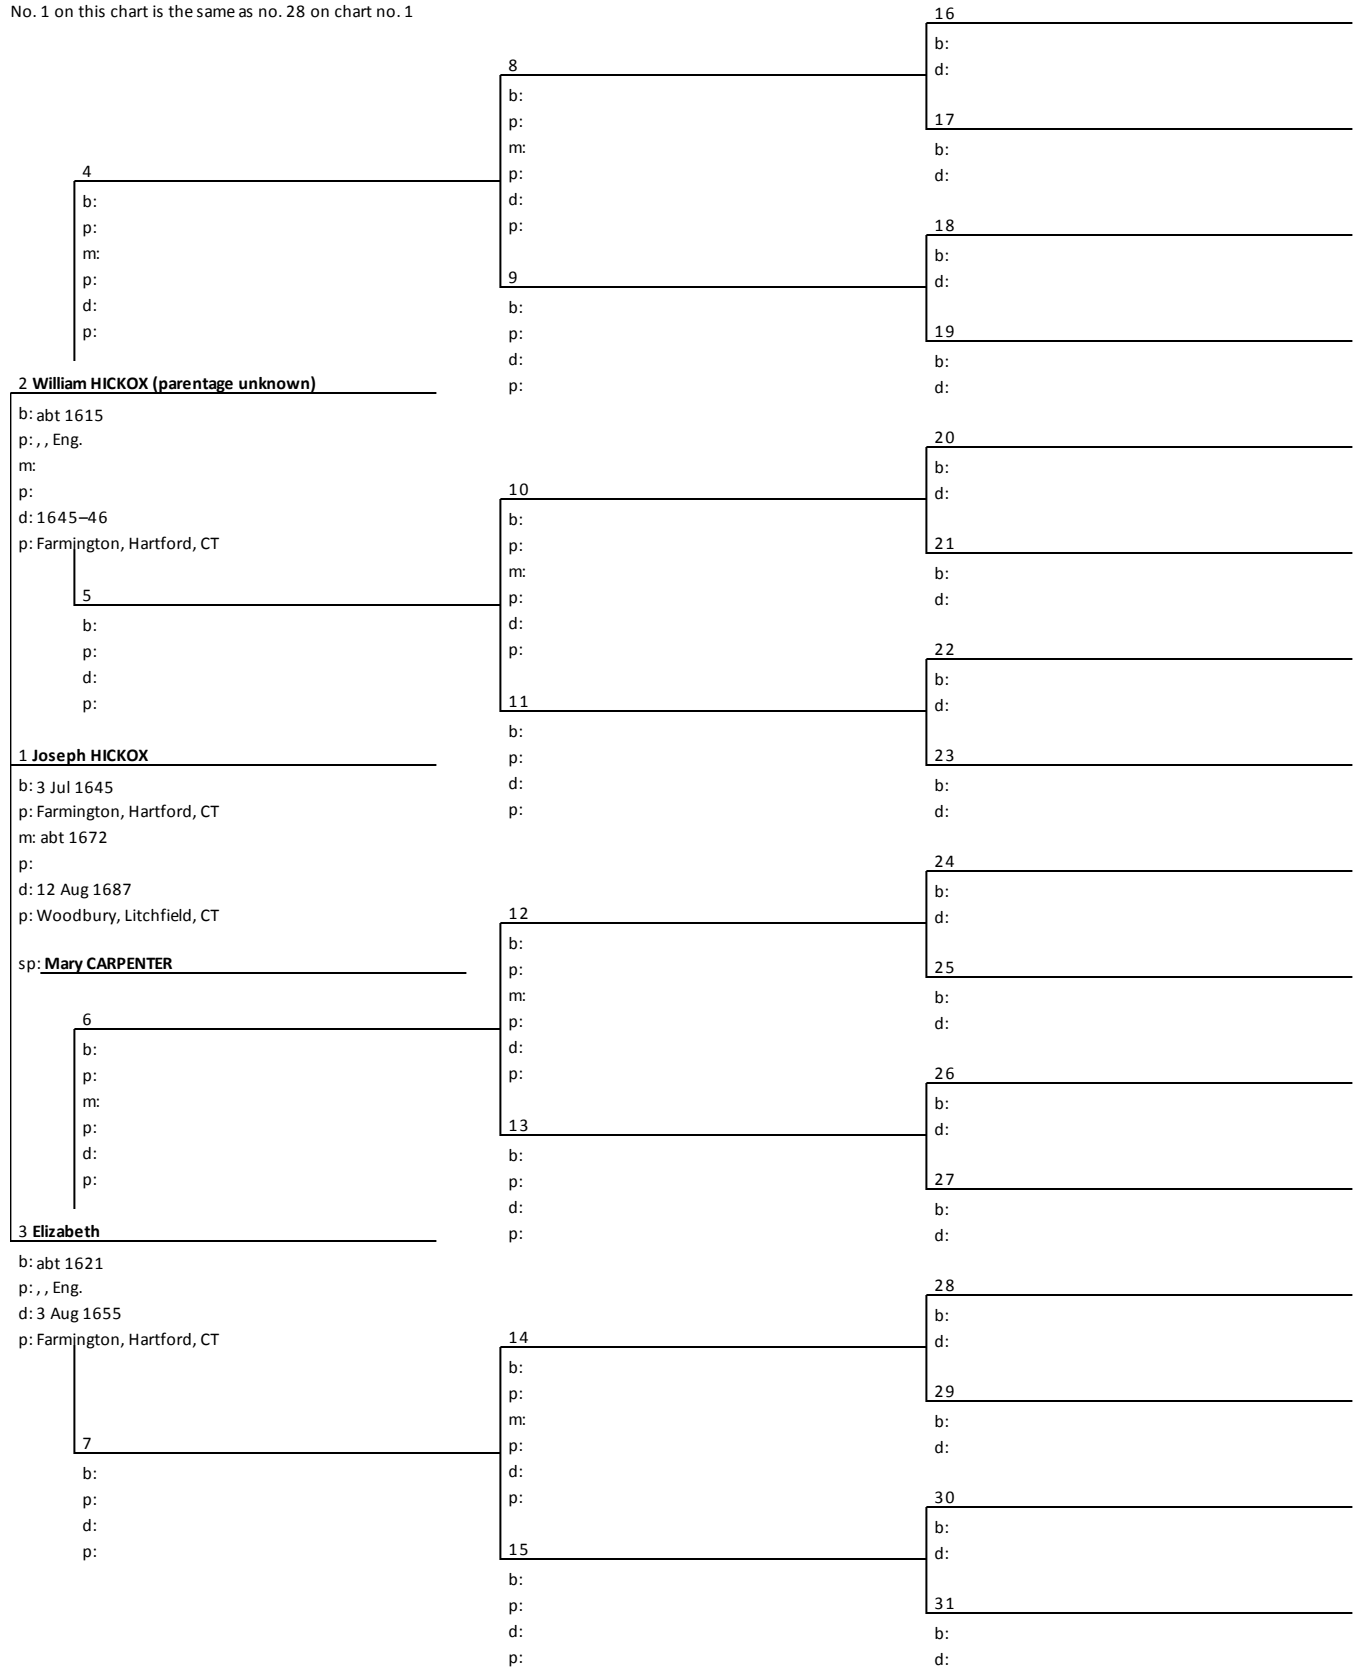 No. 1 on this chart is the same as no. 28 on chart no. 1
4
b:
p:
m:
p:
d:
p:
2 William HICKOX (parentage unknown)
b: abt 1615
p: , , Eng.
m:
p:
d: 1645–46
p: Farmington, Hartford, CT
5
b:
p:
d:
p:
1 Joseph HICKOX
b: 3 Jul 1645
p: Farmington, Hartford, CT
m: abt 1672
p:
d: 12 Aug 1687
p: Woodbury, Litchfield, CT
sp: Mary CARPENTER
6
b:
p:
m:
p:
d:
p:
3 Elizabeth
b: abt 1621
p: , , Eng.
d: 3 Aug 1655
p: Farmington, Hartford, CT
7
b:
p:
d:
p:
8
b:
p:
m:
p:
d:
p:
9
b:
p:
d:
p:
10
b:
p:
m:
p:
d:
p:
11
b:
p:
d:
p:
12
b:
p:
m:
p:
d:
p:
13
b:
p:
d:
p:
14
b:
p:
m:
p:
d:
p:
15
b:
p:
d:
p:
16
b:
d:
17
b:
d:
18
b:
d:
19
b:
d:
20
b:
d:
21
b:
d:
22
b:
d:
23
b:
d:
24
b:
d:
25
b:
d:
26
b:
d:
27
b:
d:
28
b:
d:
29
b:
d:
30
b:
d:
31
b:
d: